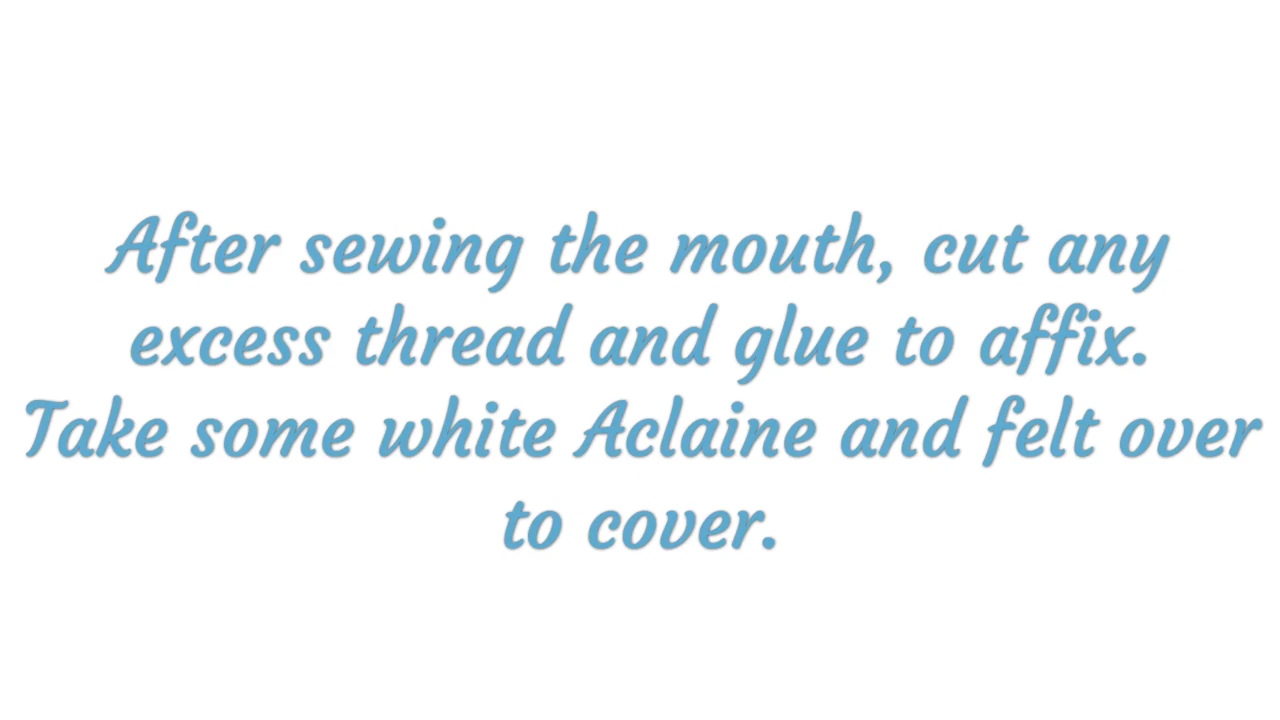 After sewing the mouth, cut any
excess thread and glue to affix.
Take some white Aclaine and felt over
to cover.